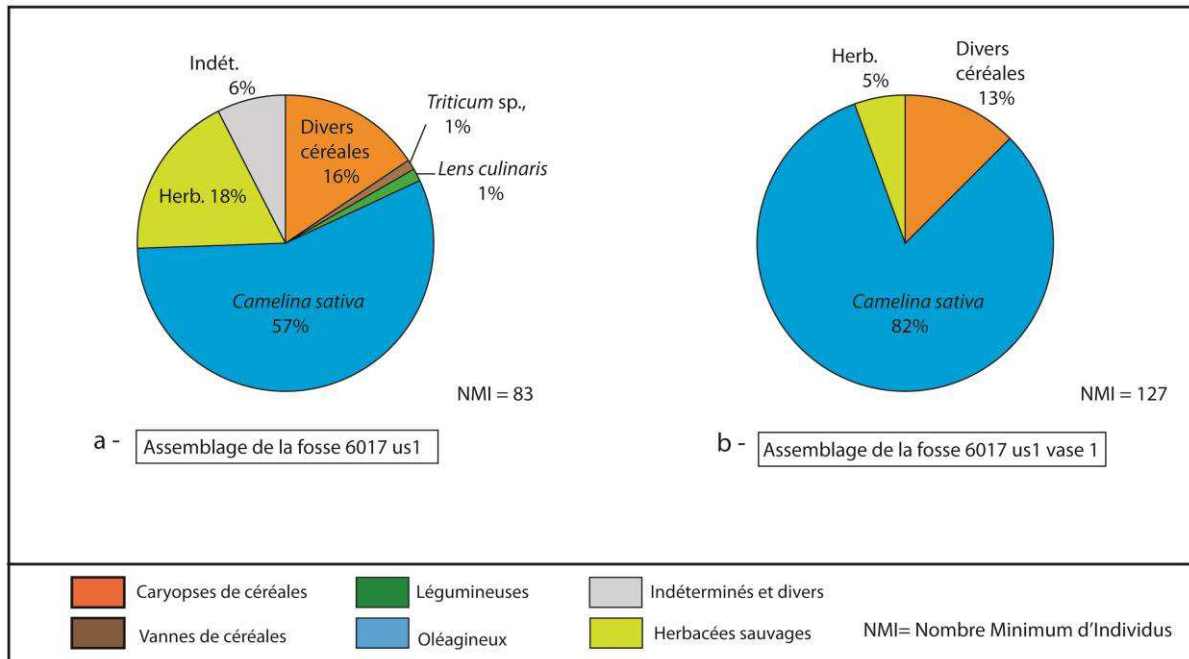 Indét.
6%
Divers
céréales
16%
Triticum sp.,
1%
Lens culinaris
1%
Herb. 18%
Camelina sativa
57%
NMI = 83
a - Assemblage de la fosse 6017 us1
Herb.
5%
Divers
céréales
13%
Camelina sativa
82%
NMI = 127
b - Assemblage de la fosse 6017 us1 vase 1
Caryopses de céréales
Légumineuses
Indéterminés et divers
Vannes de céréales
Oléagineux
Herbacées sauvages
NMI= Nombre Minimum d'Individus